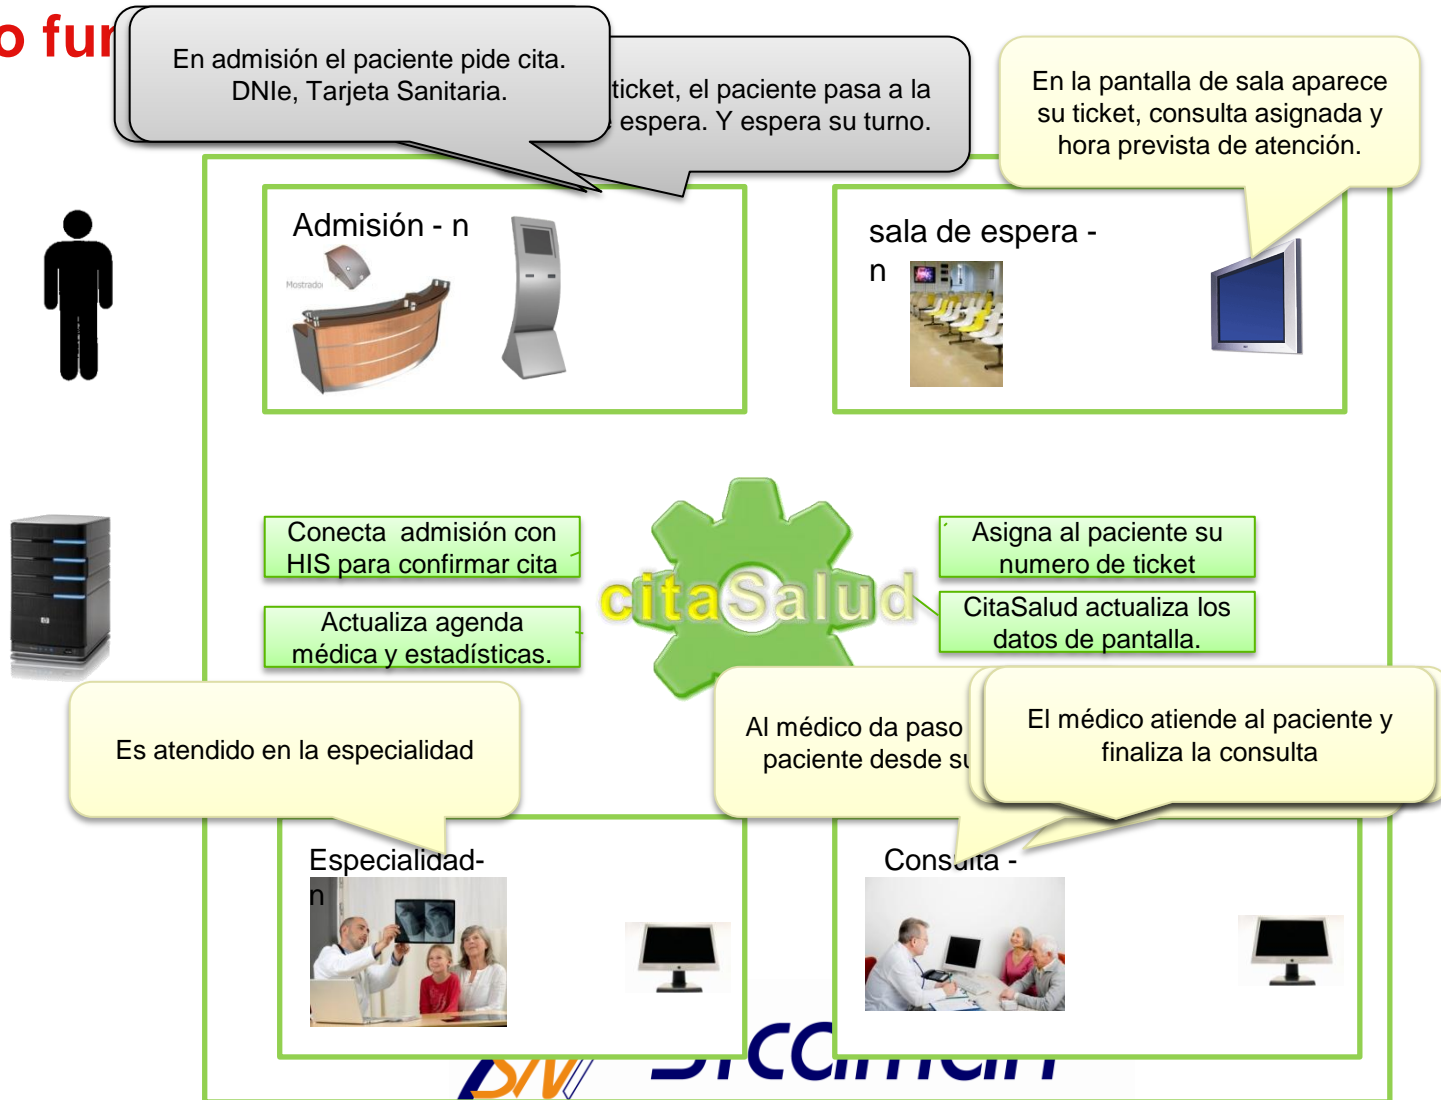 o fun
En admisión el paciente pide cita.
DNIe, Tarjeta Sanitaria.
ticket, el paciente pasa a la
espera. Y espera su turno.
En la pantalla de sala aparece
su ticket, consulta asignada y
hora prevista de atención.
Admisión - n
Mostrador
sala de espera -
n
Conecta admisión con
HIS para confirmar cita
Actualiza agenda
médica y estadísticas.
citaSalud
Asigna al paciente su
numero de ticket
CitaSalud actualiza los
datos de pantalla.
Es atendido en la especialidad
Al médico da paso
paciente desde su
El médico atiende al paciente y
finaliza la consulta
Especialidad-
n
Consulta -